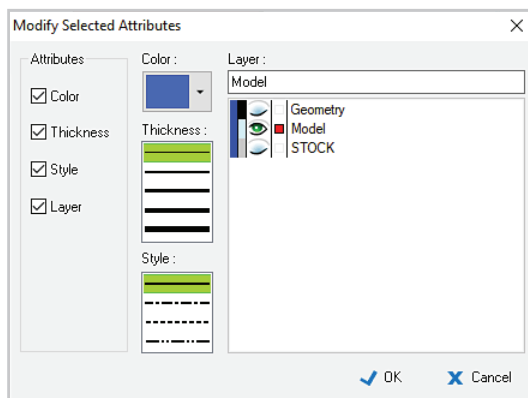 Modify Selected Attributes
Attributes
Color
Thickness
Style
Layer
Color :
Thickness :
Style :
Layer :
Model
Geometry
Model
STOCK
OK
Cancel